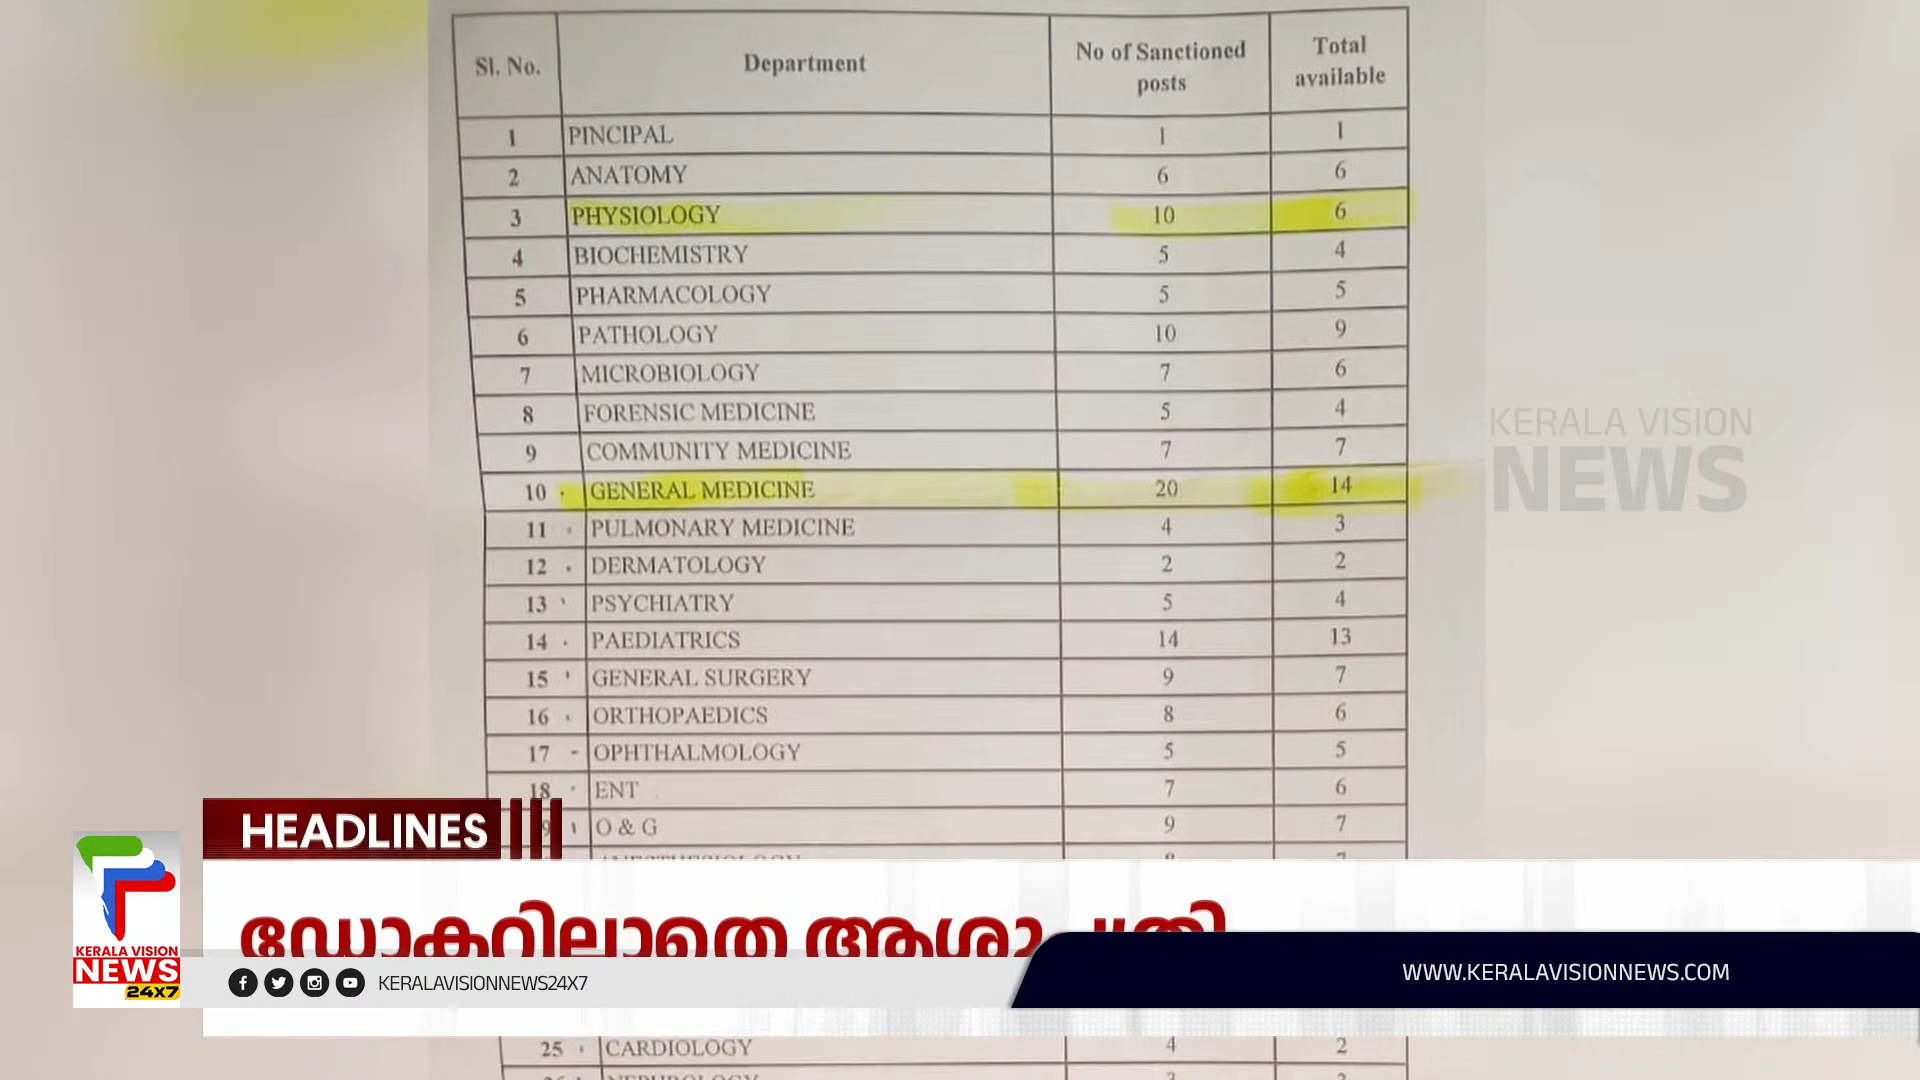 Sl. No. Department No of Sanctioned posts Total available
1 PINCIPAL 1 1
2 ANATOMY 6 6
3 PHYSIOLOGY 10 6
4 BIOCHEMISTRY 5 4
5 PHARMACOLOGY 5 5
6 PATHOLOGY 10 9
7 MICROBIOLOGY 7 6
8 FORENSIC MEDICINE 5 4
9 COMMUNITY MEDICINE 7 7
10 GENERAL MEDICINE 20 14
11 PULMONARY MEDICINE 4 3
12 DERMATOLOGY 2 2
13 PSYCHIATRY 5 4
14 PAEDIATRICS 14 13
15 GENERAL SURGERY 9 7
16 ORTHOPAEDICS 8 6
17 OPHTHALMOLOGY 5 5
18 ENT 7 6
9 O & G 9 7
KERALA VISION
NEWS
HEADLINES
KERALA VISION
NEWS
24X7
KERALAVISIONNEWS24X7
WWW.KERALAVISIONNEWS.COM
25 CARDIOLOGY 4 2